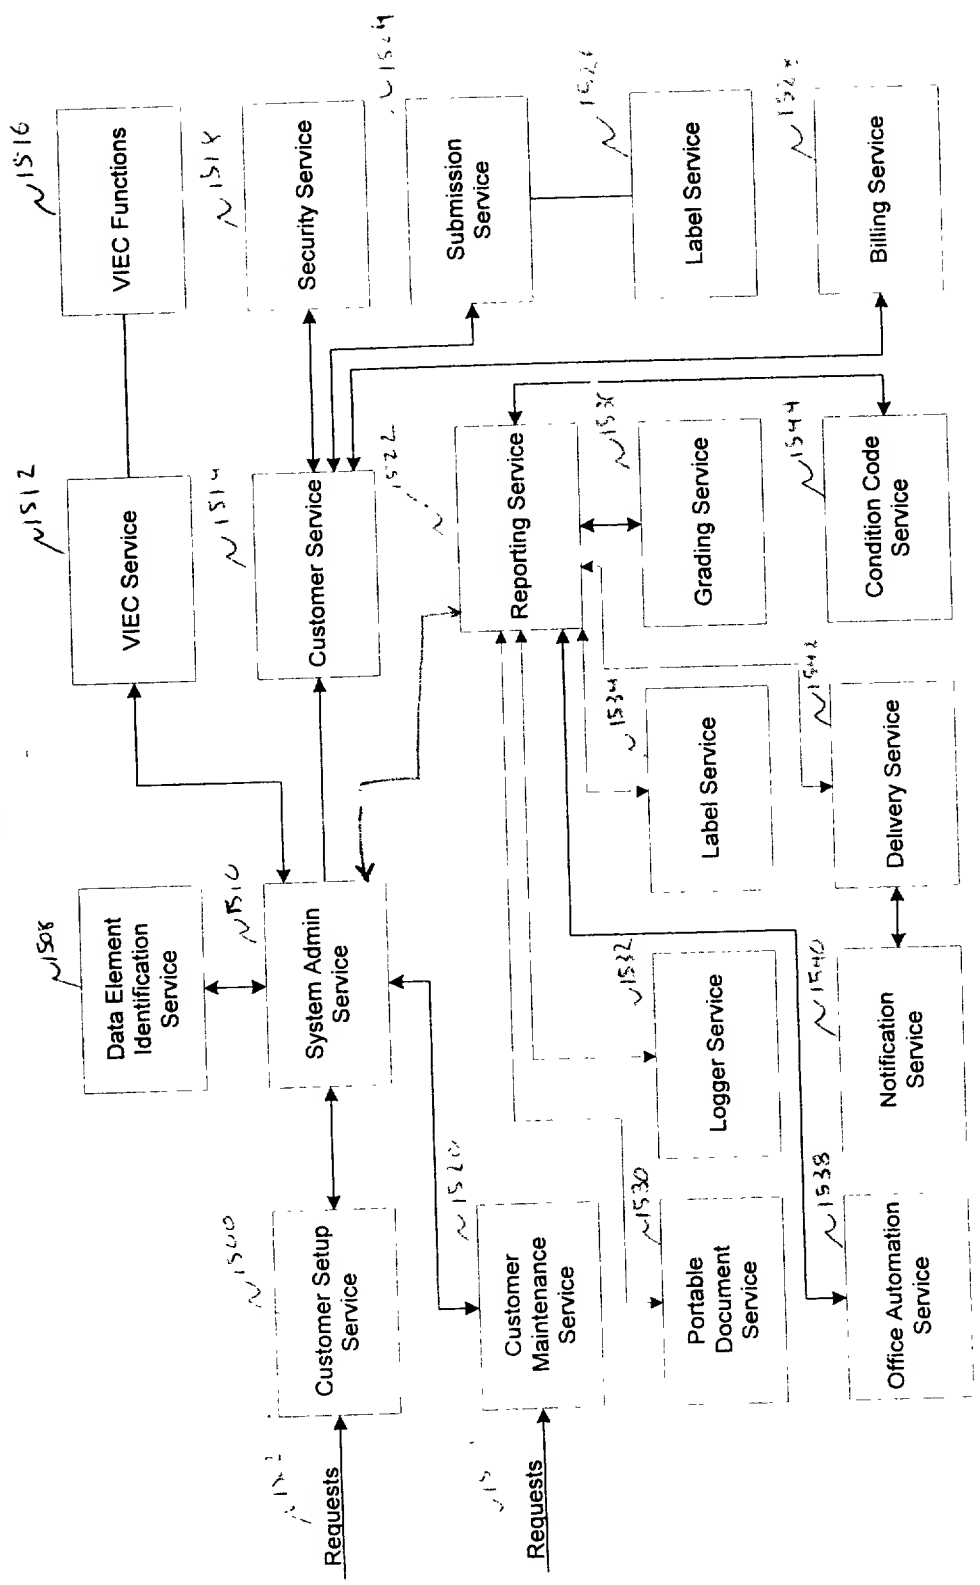 1516
VIEC Functions
1518
Security Service
Submission
Service
Label Service
Billing Service
1512
VIEC Service
1514
Customer Service
1522
Reporting Service
Grading Service
1544
Condition Code
Service
1508
Data Element
Identification
Service
1510
System Admin
Service
1534
Label Service
1542
Delivery Service
1532
Logger Service
1540
Notification
Service
1500
Customer Setup
Service
1520
Customer
Maintenance
Service
1530
Portable
Document
Service
1538
Office Automation
Service
Requests
Requests